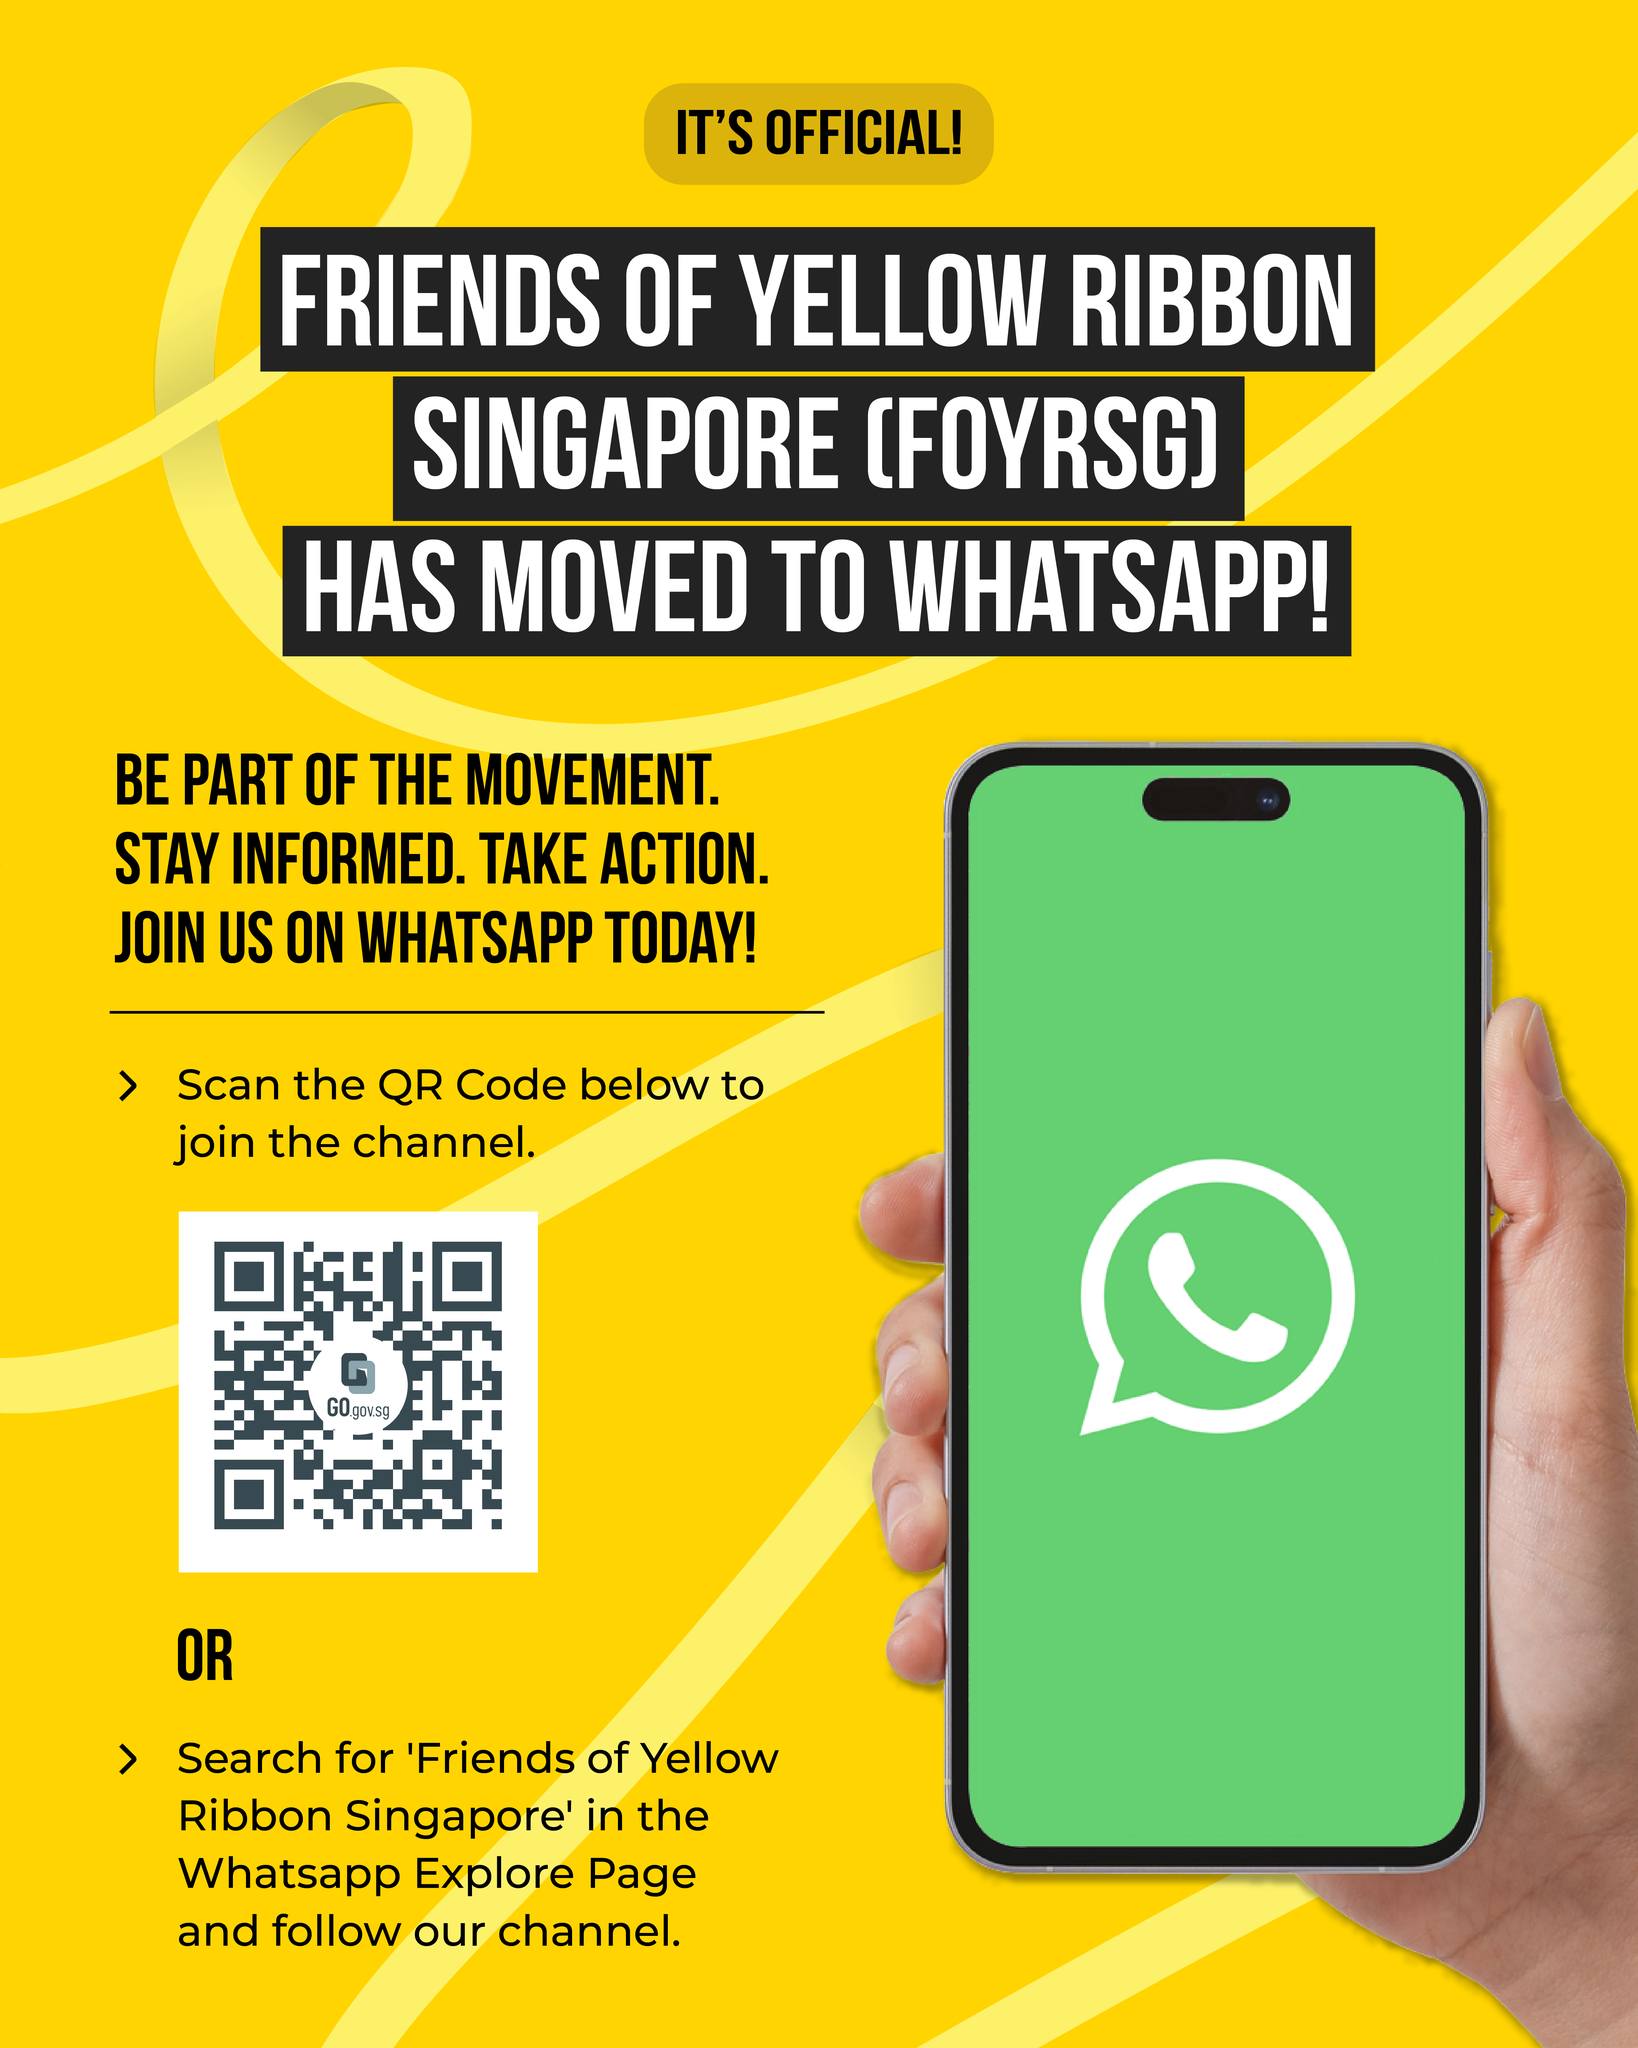 IT'S OFFICIAL!
FRIENDS OF YELLOW RIBBON
SINGAPORE (FOYRSG)
HAS MOVED TO WHATSAPP!
BE PART OF THE MOVEMENT.
STAY INFORMED. TAKE ACTION.
JOIN US ON WHATSAPP TODAY!
Scan the QR Code below to
join the channel.
GO.gov.sg
OR
Search for 'Friends of Yellow
Ribbon Singapore' in the
Whatsapp Explore Page
and follow our channel.